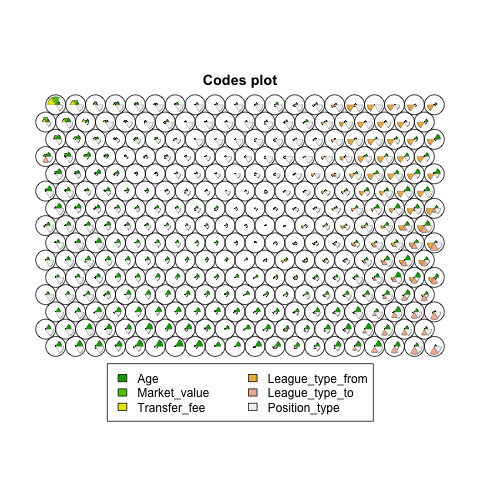 Codes plot
Age
Market_value
Transfer_fee
League_type_from
League_type_to
Position_type